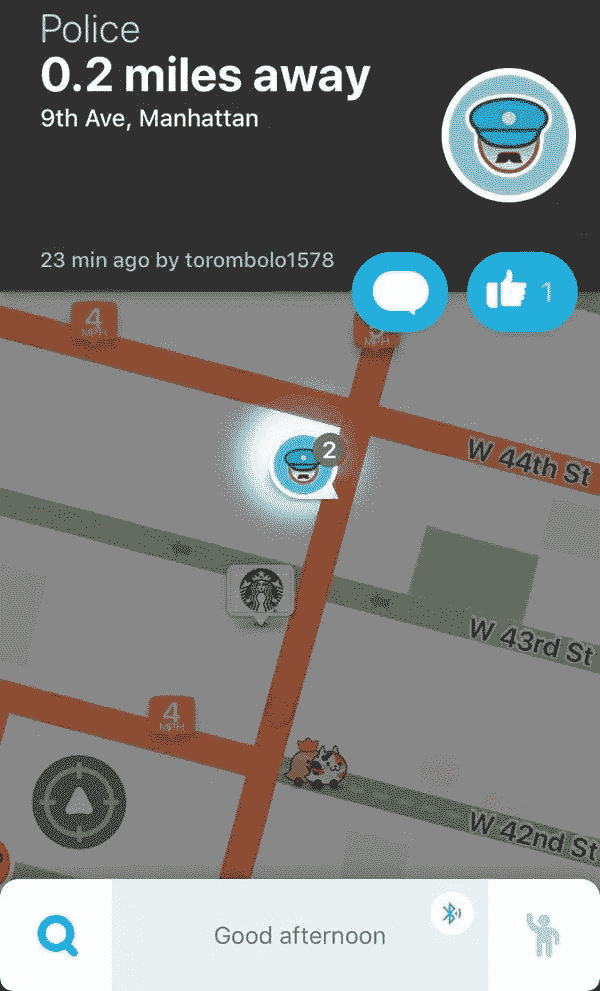 Police
0.2 miles away
9th Ave, Manhattan
23 min ago by torombolo1578
1
4
MPH
MPH
2
W 44th St
W 43rd St
4
MPH
W 42nd St
Good afternoon